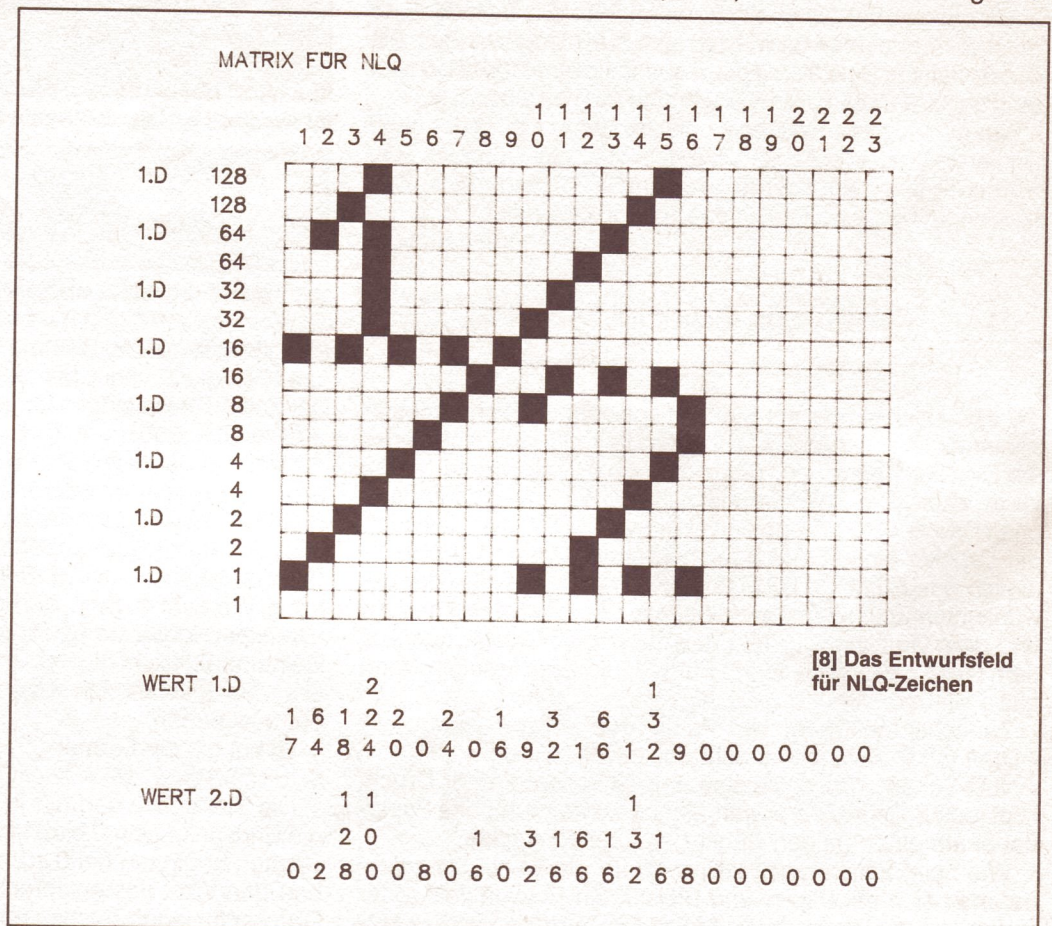 MATRIX FÜR NLQ
1 1 1 1 1 1 1 1 1 1 2 2 2 2
1 2 3 4 5 6 7 8 9 0 1 2 3 4 5 6 7 8 9 0 1 2 3
1.D 128
128
1.D 64
64
1.D 32
32
1.D 16
16
1.D 8
8
1.D 4
4
1.D 2
2
1.D 1
1
[8] Das Entwurfsfeld
für NLQ-Zeichen
WERT 1.D 2 1
1 6 1 2 2 2 1 3 6 3
7 4 8 4 0 0 4 0 6 9 2 1 6 1 2 9 0 0 0 0 0 0 0
WERT 2.D 1 1 1
2 0 1 3 1 6 1 3 1
0 2 8 0 0 8 0 6 0 2 6 6 6 2 6 8 0 0 0 0 0 0 0